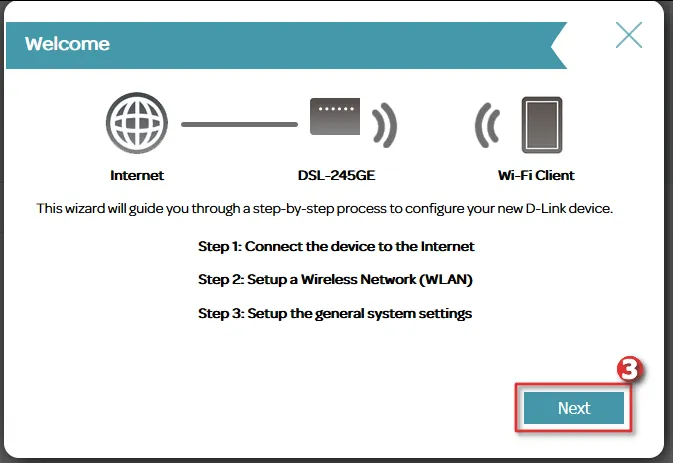 Welcome
Internet
DSL-245GE
Wi-Fi Client
This wizard will guide you through a step-by-step process to configure your new D-Link device.
Step 1: Connect the device to the Internet
Step 2: Setup a Wireless Network (WLAN)
Step 3: Setup the general system settings
3
Next